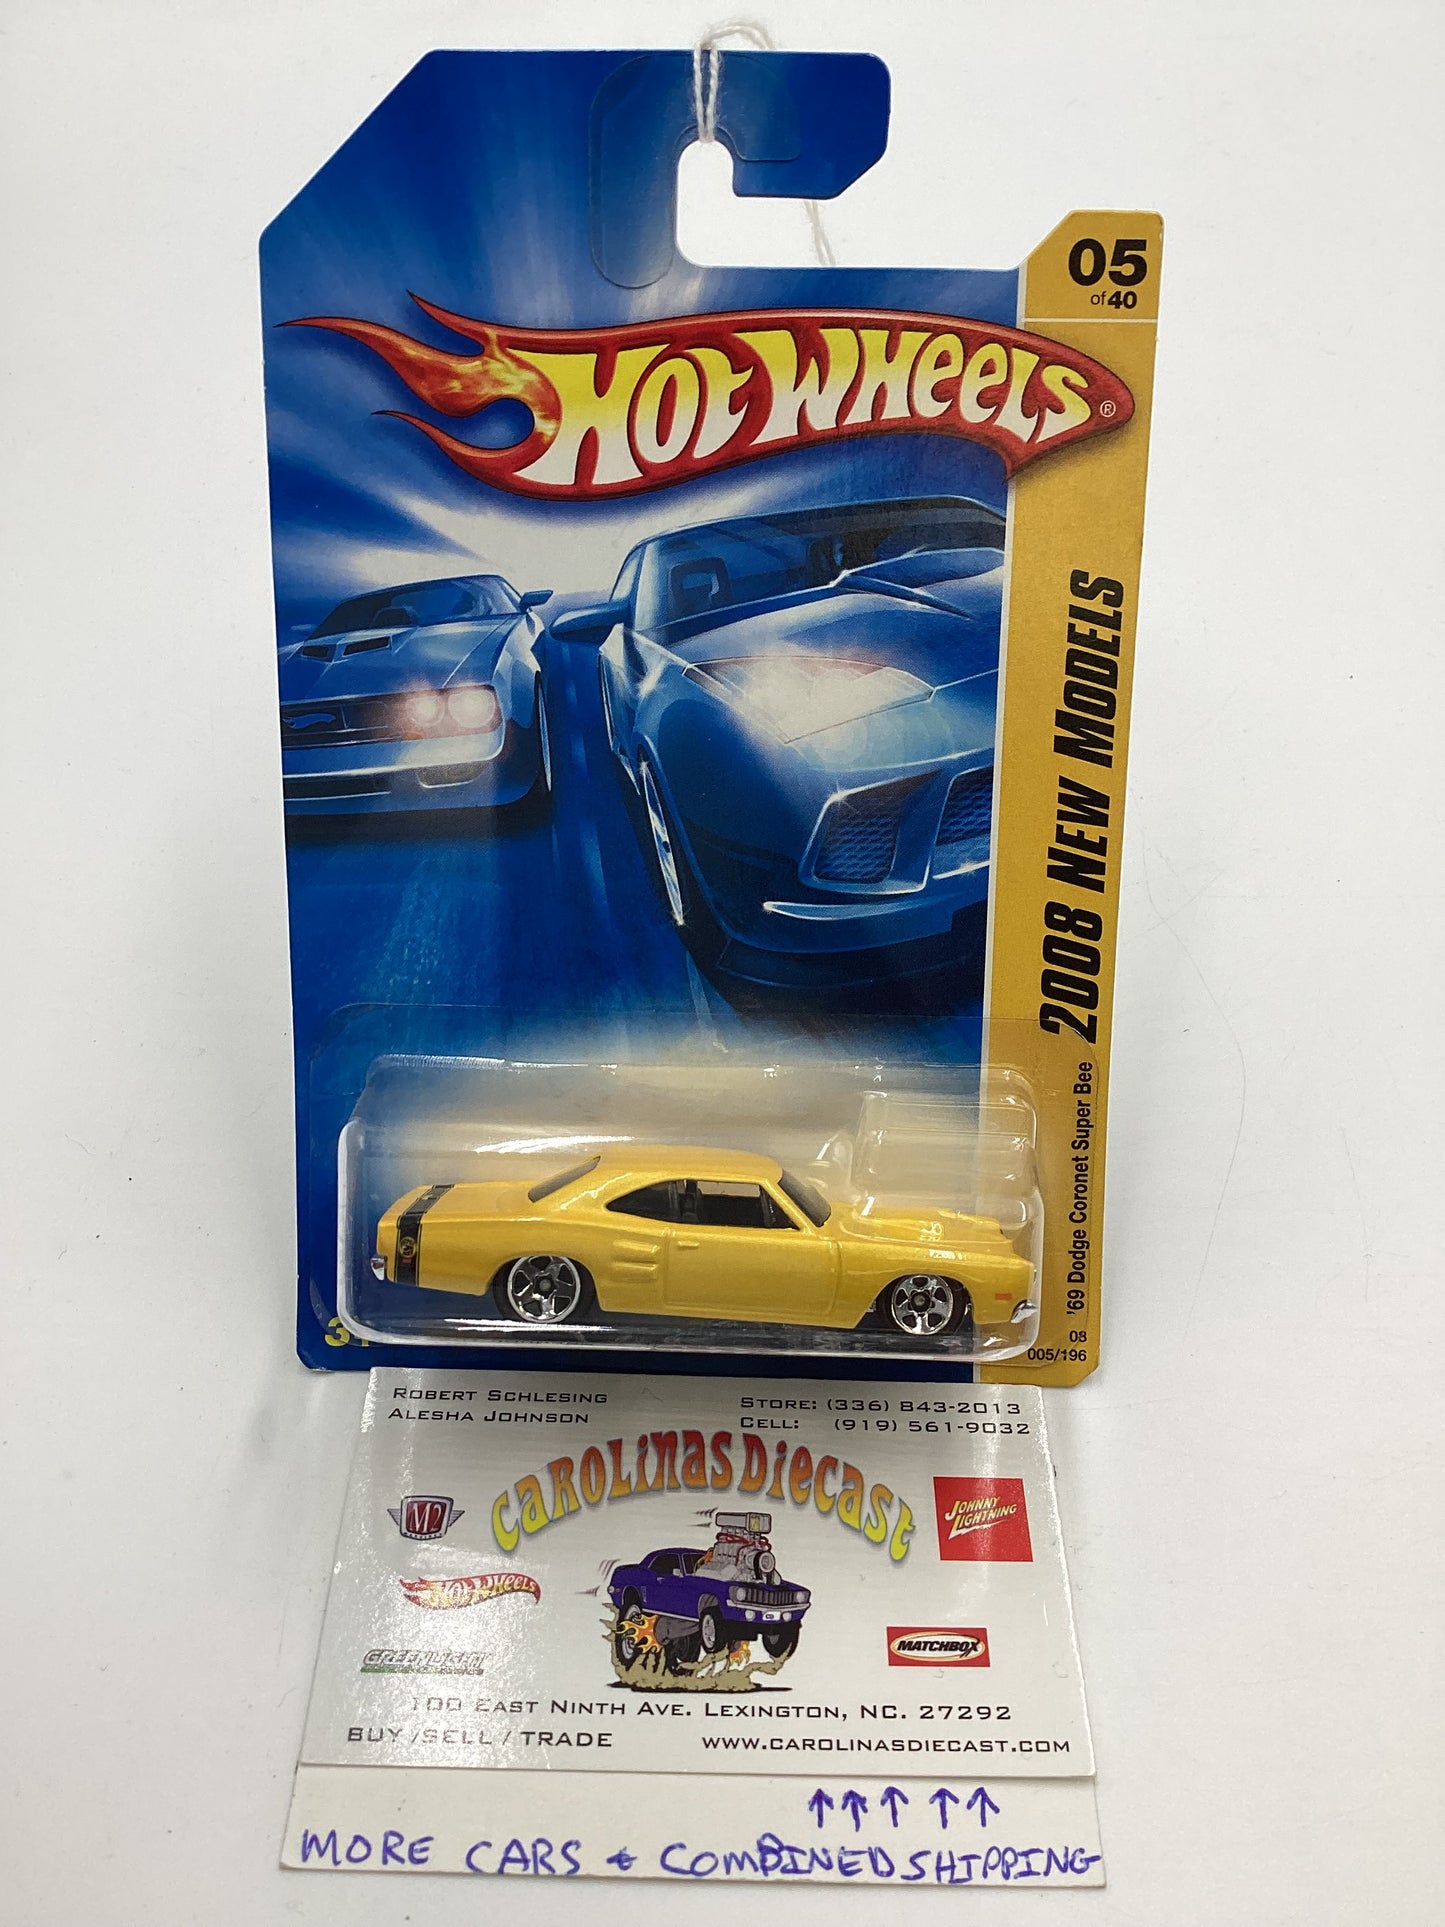 05
of 40
HOT WHEELS ®
2008 NEW MODELS
'69 Dodge Coronet Super Bee
08
005/196
ROBERT SCHLESING
ALESHA JOHNSON
STORE: (336) 843-2013
CELL: (919) 561-9032
CAROLINAS DIECAST
M2
JOHNNY LIGHTNING
HOT WHEELS
GREENLIGHT
MATCHBOX
100 EAST NINTH AVE. LEXINGTON, NC. 27292
BUY / SELL / TRADE
WWW.CAROLINASDIECAST.COM
↑↑↑ ↑↑
MORE CARS & COMBINED SHIPPING